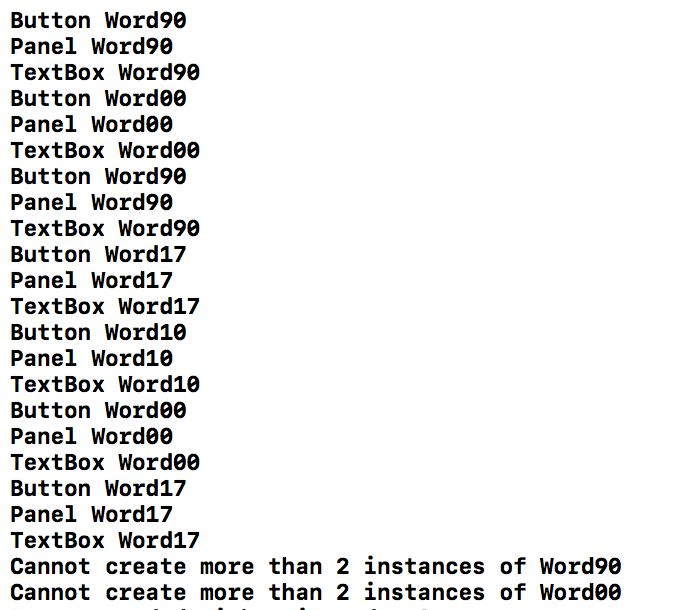 Button Word90
Panel Word90
TextBox Word90
Button Word00
Panel Word00
TextBox Word00
Button Word90
Panel Word90
TextBox Word90
Button Word17
Panel Word17
TextBox Word17
Button Word10
Panel Word10
TextBox Word10
Button Word00
Panel Word00
TextBox Word00
Button Word17
Panel Word17
TextBox Word17
Cannot create more than 2 instances of Word90
Cannot create more than 2 instances of Word00